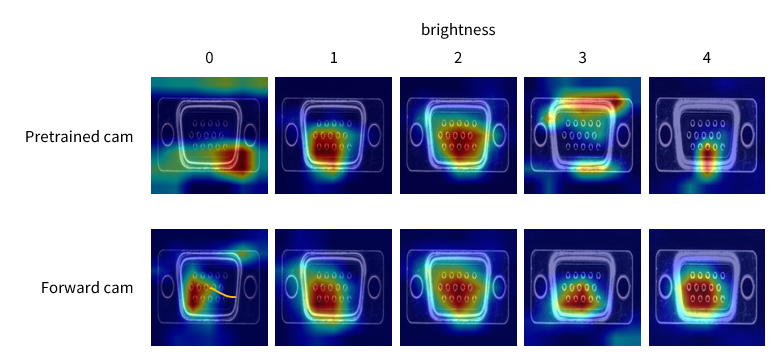 brightness
0 1 2 3 4
Pretrained cam
Forward cam